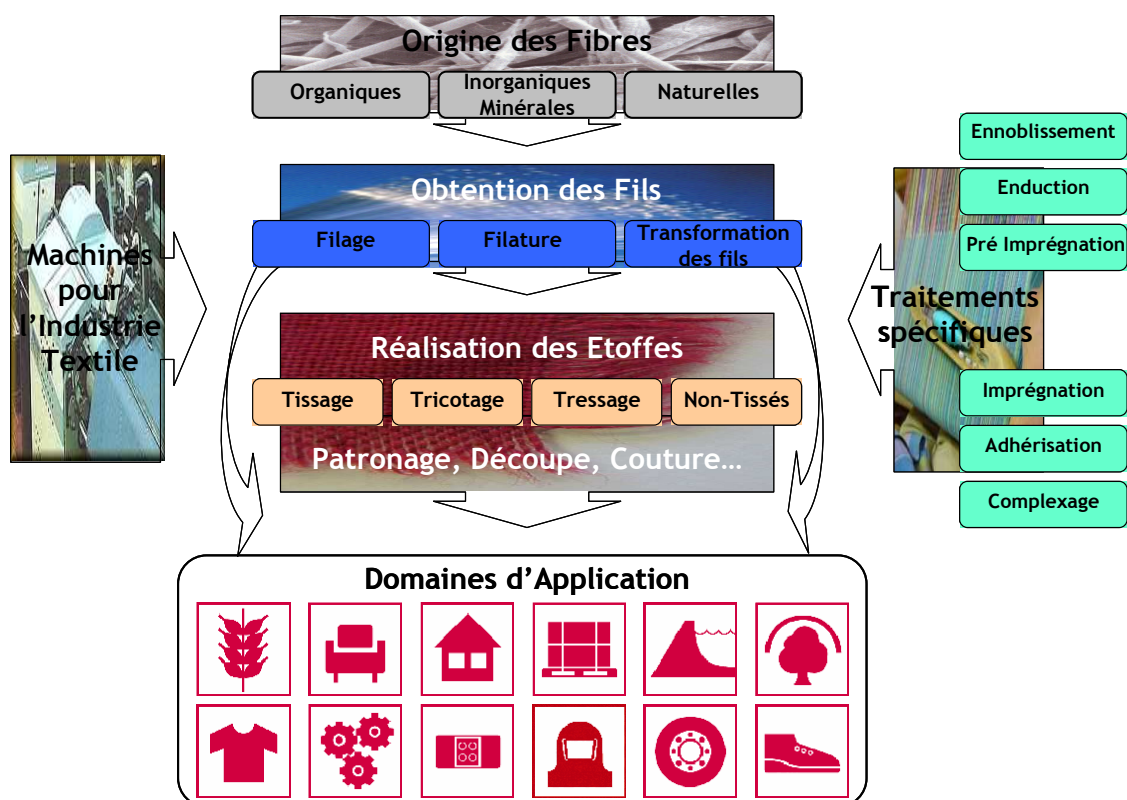 Origine des Fibres
Organiques
Inorganiques
Minérales
Naturelles
Ennoblissement
Obtention des Fils
Enduction
Filage
Filature
Transformation
des fils
Pré Imprégnation
Machines
pour
l’Industrie
Textile
Traitements
spécifiques
Réalisation des Etoffes
Tissage
Tricotage
Tressage
Non-Tissés
Imprégnation
Patronage, Découpe, Couture…
Adhérisation
Complexage
Domaines d’Application